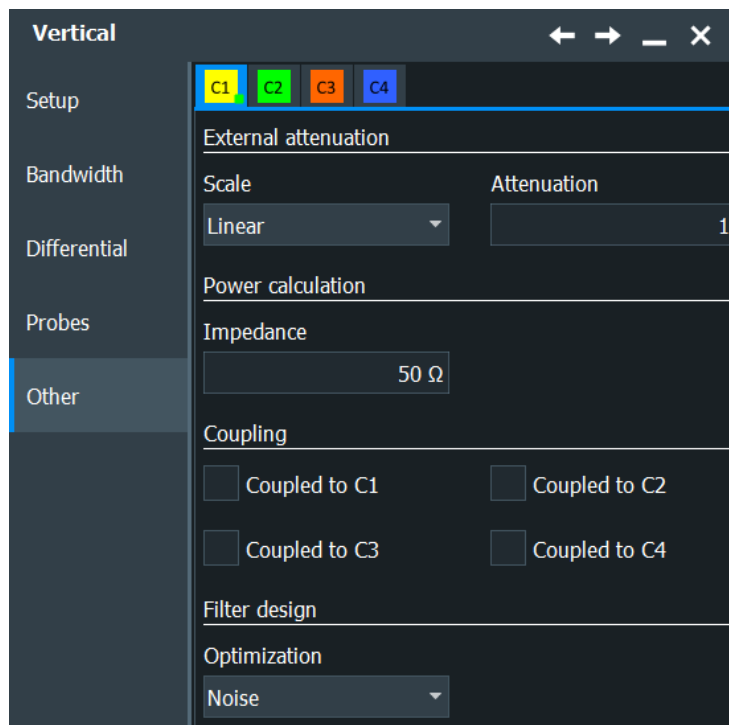 Vertical
Setup
Bandwidth
Differential
Probes
Other
C1 C2 C3 C4
External attenuation
Scale Attenuation
Linear 1
Power calculation
Impedance
50 Ω
Coupling
Coupled to C1 Coupled to C2
Coupled to C3 Coupled to C4
Filter design
Optimization
Noise